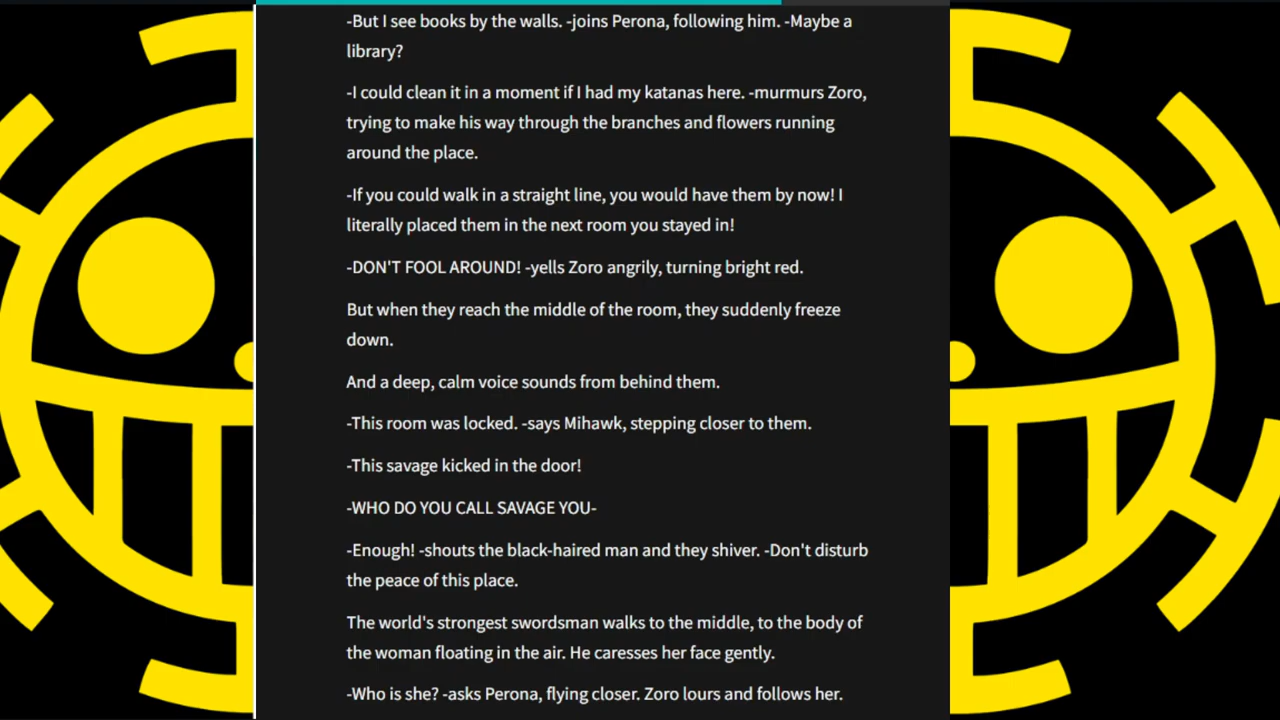 -But I see books by the walls. -joins Perona, following him. -Maybe a
library?
-I could clean it in a moment if I had my katanas here. -murmurs Zoro,
trying to make his way through the branches and flowers running
around the place.
-If you could walk in a straight line, you would have them by now! I
literally placed them in the next room you stayed in!
-DON'T FOOL AROUND! -yells Zoro angrily, turning bright red.
But when they reach the middle of the room, they suddenly freeze
down.
And a deep, calm voice sounds from behind them.
-This room was locked. -says Mihawk, stepping closer to them.
-This savage kicked in the door!
-WHO DO YOU CALL SAVAGE YOU-
-Enough! -shouts the black-haired man and they shiver. -Don't disturb
the peace of this place.
The world's strongest swordsman walks to the middle, to the body of
the woman floating in the air. He caresses her face gently.
-Who is she? -asks Perona, flying closer. Zoro lours and follows her.